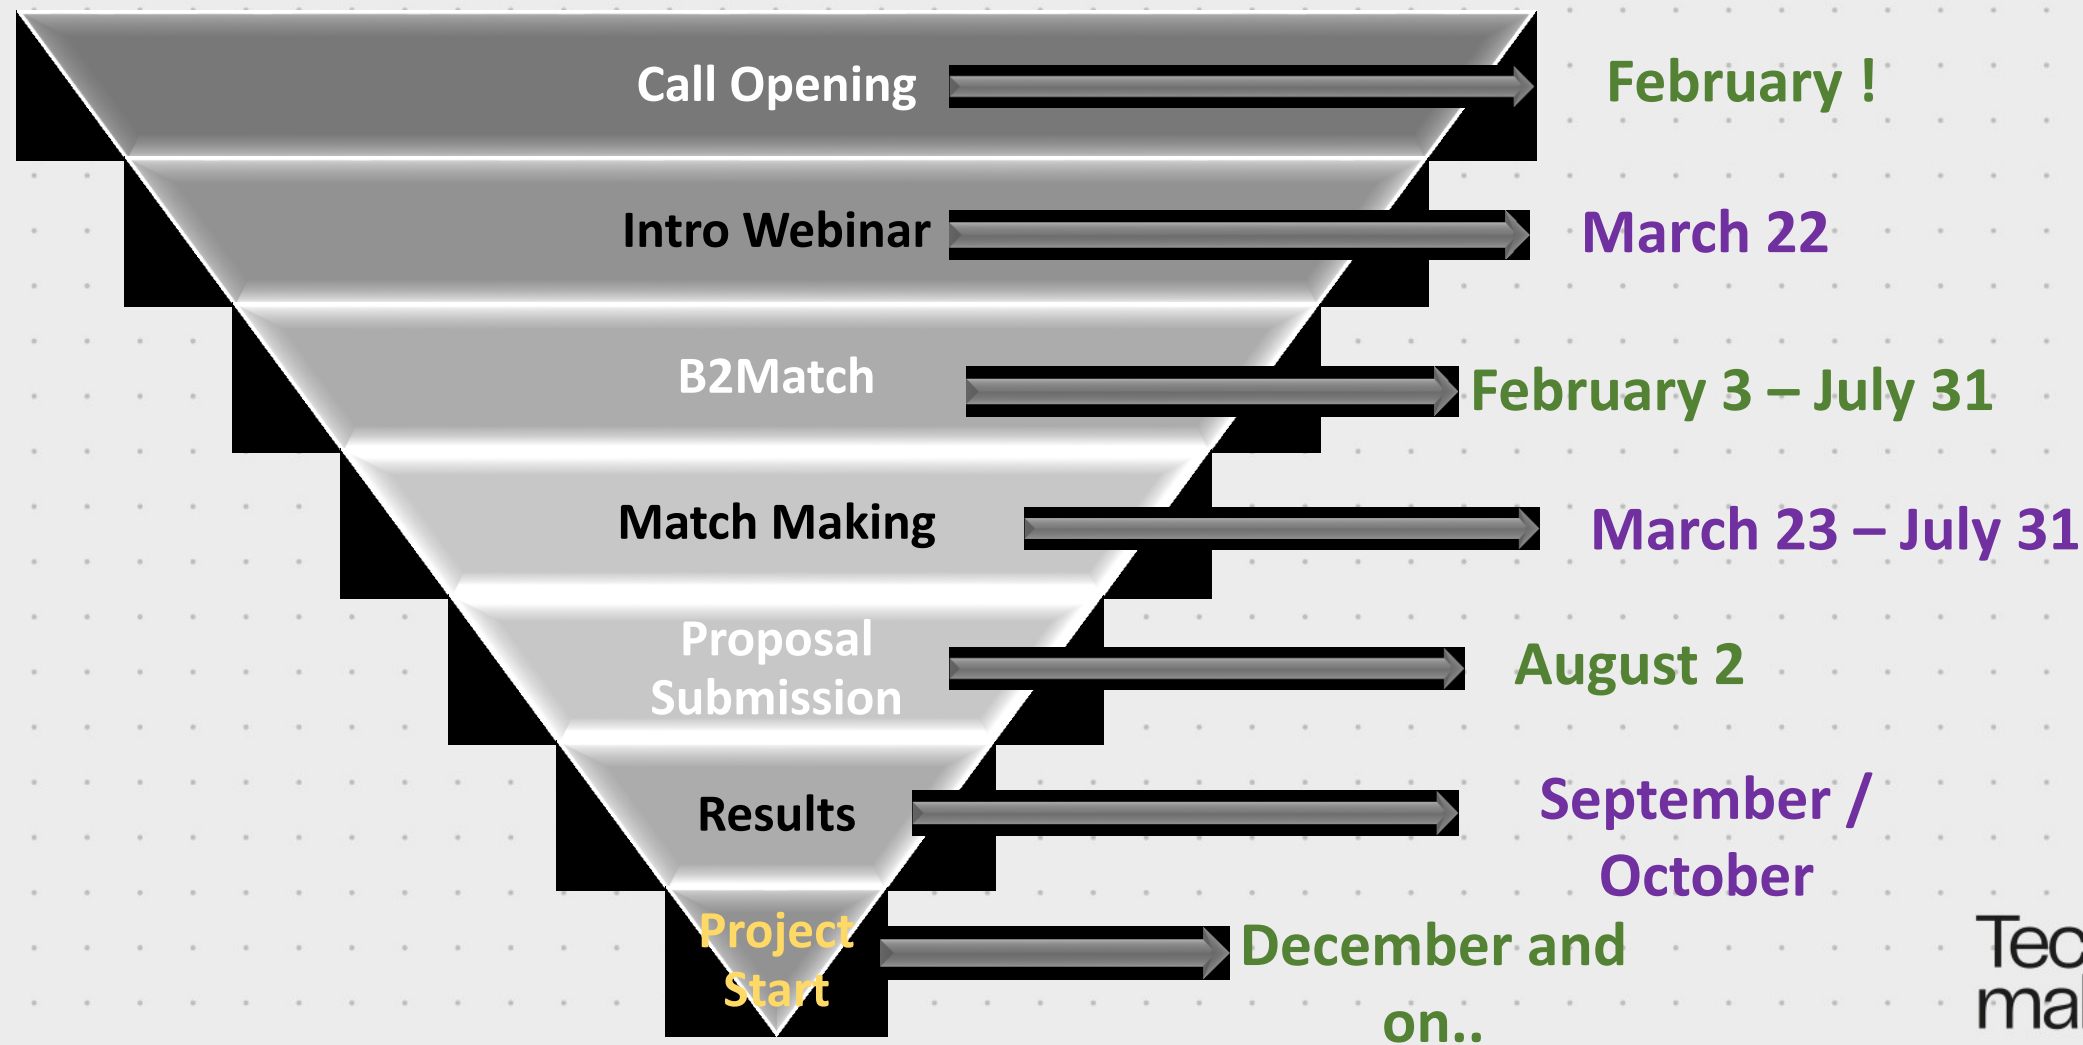 Call Opening
February !
Intro Webinar
March 22
B2Match
February 3 – July 31
Match Making
March 23 – July 31
Proposal
Submission
August 2
Results
September /
October
Project
Start
December and
on..